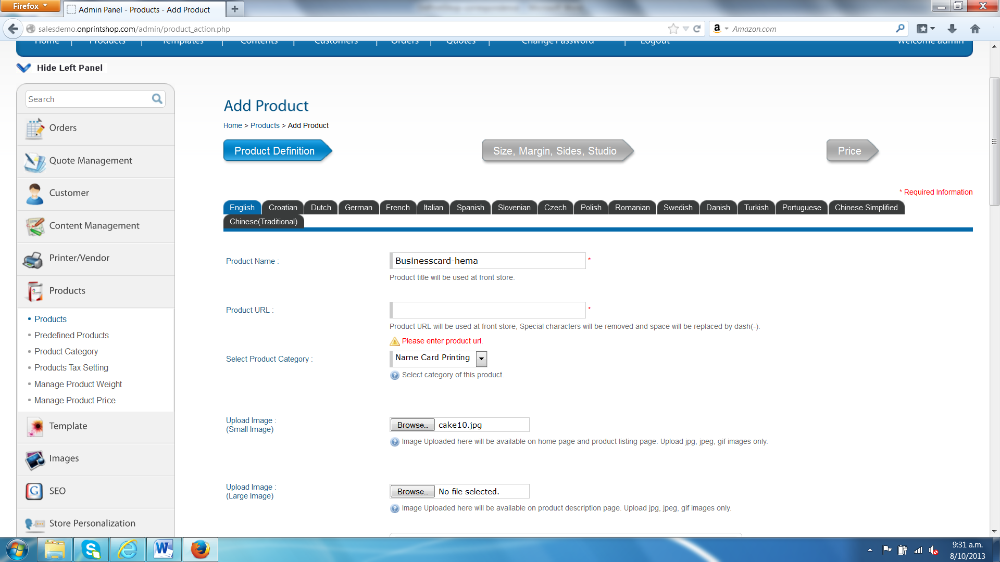 Firefox
Admin Panel - Products - Add Product
salesdemo.onprintshop.com/admin/product_action.php
Amazon.com
Home Products Templates Contents Customers Orders Quotes Change Password Logout Welcome admin
Hide Left Panel
Search
Orders
Quote Management
Customer
Content Management
Printer/Vendor
Products
Products
Predefined Products
Product Category
Products Tax Setting
Manage Product Weight
Manage Product Price
Template
Images
SEO
Store Personalization
Add Product
Home > Products > Add Product
Product Definition
Size, Margin, Sides, Studio
Price
* Required Information
English Croatian Dutch German French Italian Spanish Slovenian Czech Polish Romanian Swedish Danish Turkish Portuguese Chinese Simplified
Chinese(Traditional)
Product Name : Businesscard-hema *
Product title will be used at front store.
Product URL : *
Product URL will be used at front store, Special characters will be removed and space will be replaced by dash(-).
Please enter product url.
Select Product Category : Name Card Printing
Select category of this product.
Upload Image :
(Small Image)
Browse... cake10.jpg
Image Uploaded here will be available on home page and product listing page. Upload jpg, jpeg, gif images only.
Upload Image :
(Large Image)
Browse... No file selected.
Image Uploaded here will be available on product description page. Upload jpg, jpeg, gif images only.
9:31 a.m.
8/10/2013